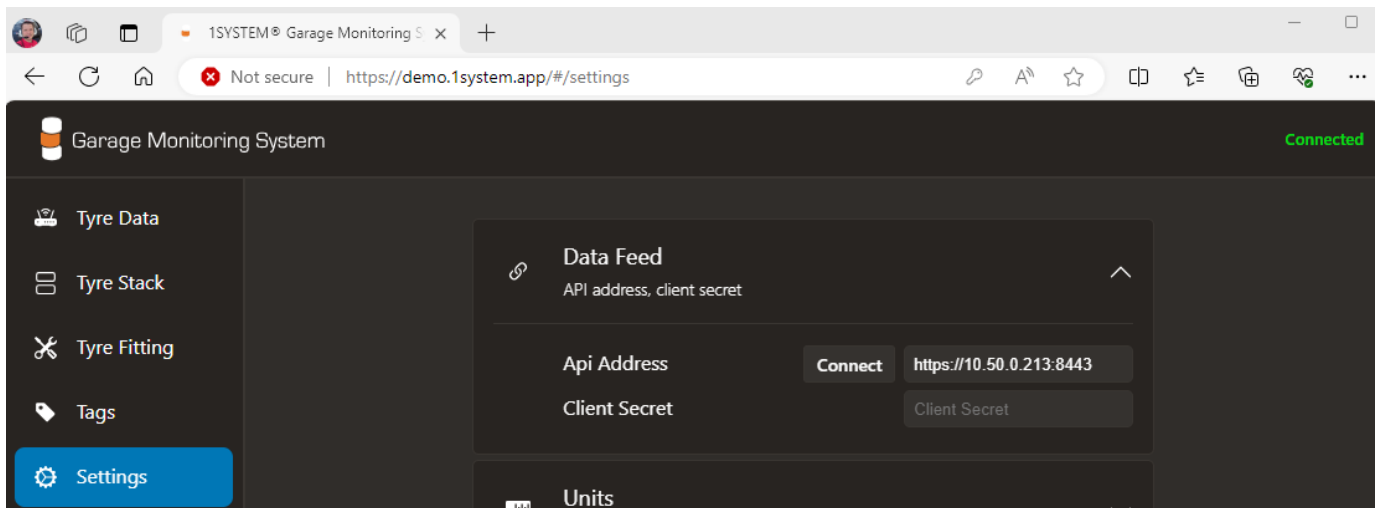 1SYSTEM® Garage Monitoring S
Not secure https://demo.1system.app/#/settings
Garage Monitoring System
Connected
Tyre Data
Tyre Stack
Tyre Fitting
Tags
Settings
Data Feed
API address, client secret
Api Address Connect https://10.50.0.213:8443
Client Secret Client Secret
Units